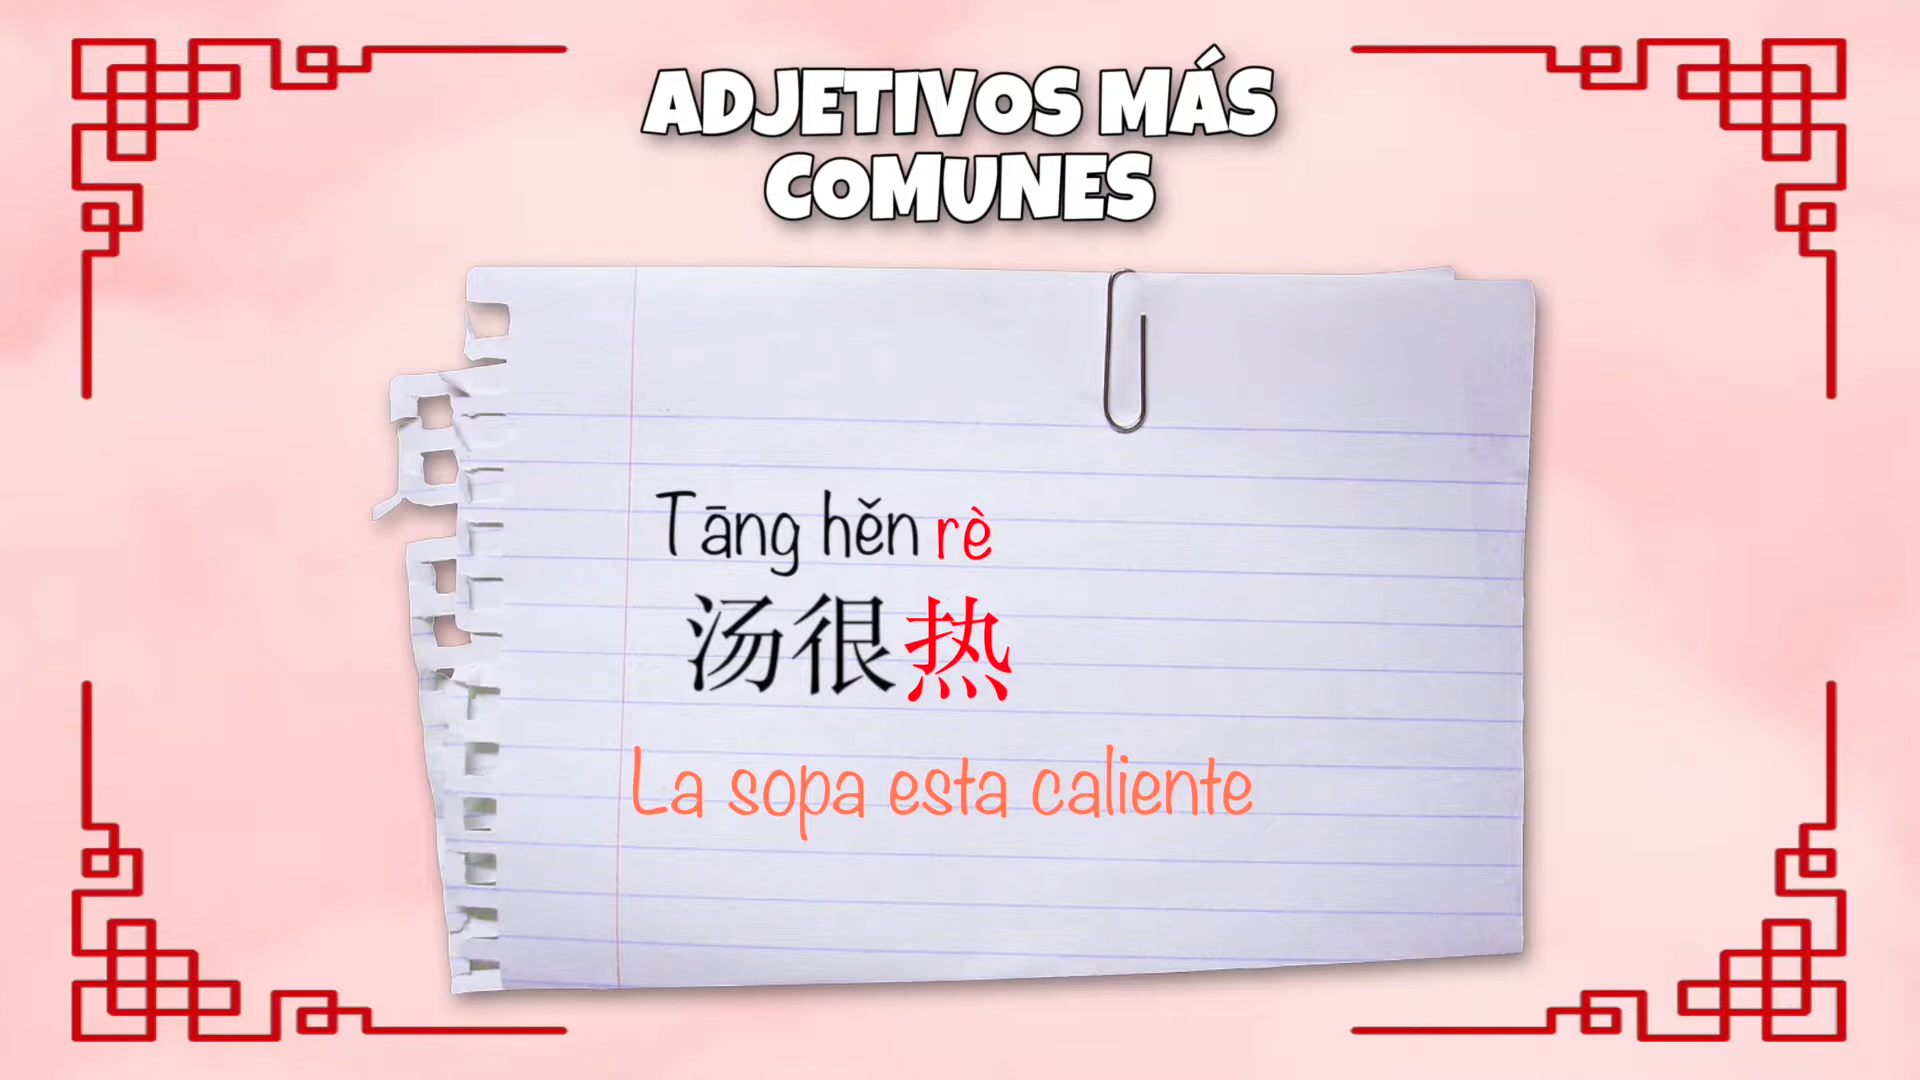 ADJETIVOS MÁS
COMUNES
Tāng hěn rè
汤很热
La sopa esta caliente